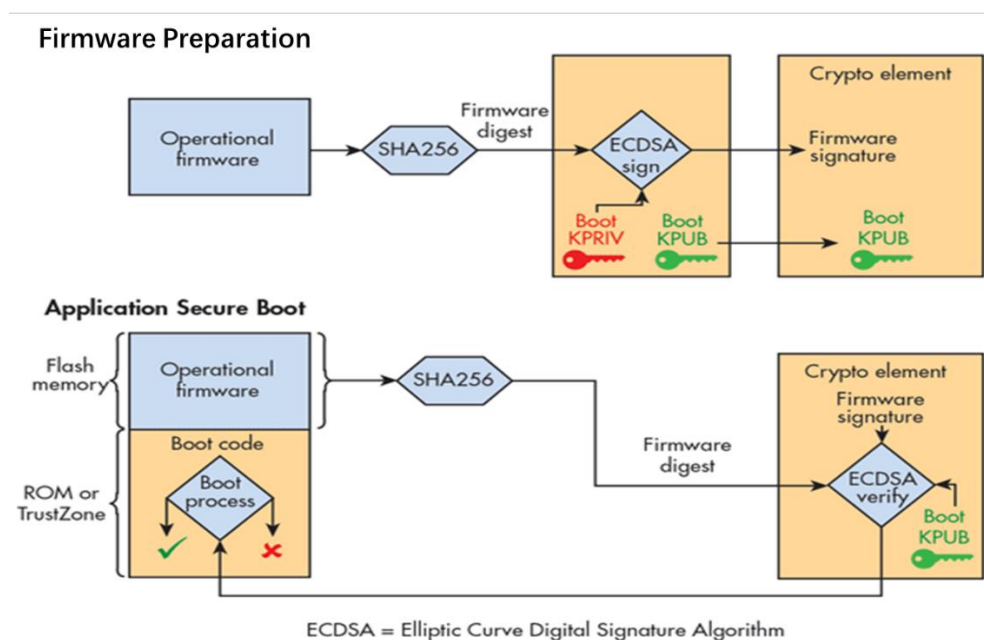 Firmware Preparation
Operational
firmware
SHA256
Firmware
digest
ECDSA
sign
Boot
KPRIV
Boot
KPUB
Crypto element
Firmware
signature
Boot
KPUB
Application Secure Boot
Flash
memory
Operational
firmware
SHA256
Firmware
digest
Crypto element
Firmware
signature
ECDSA
verify
Boot
KPUB
ROM or
TrustZone
Boot code
Boot
process
ECDSA = Elliptic Curve Digital Signature Algorithm